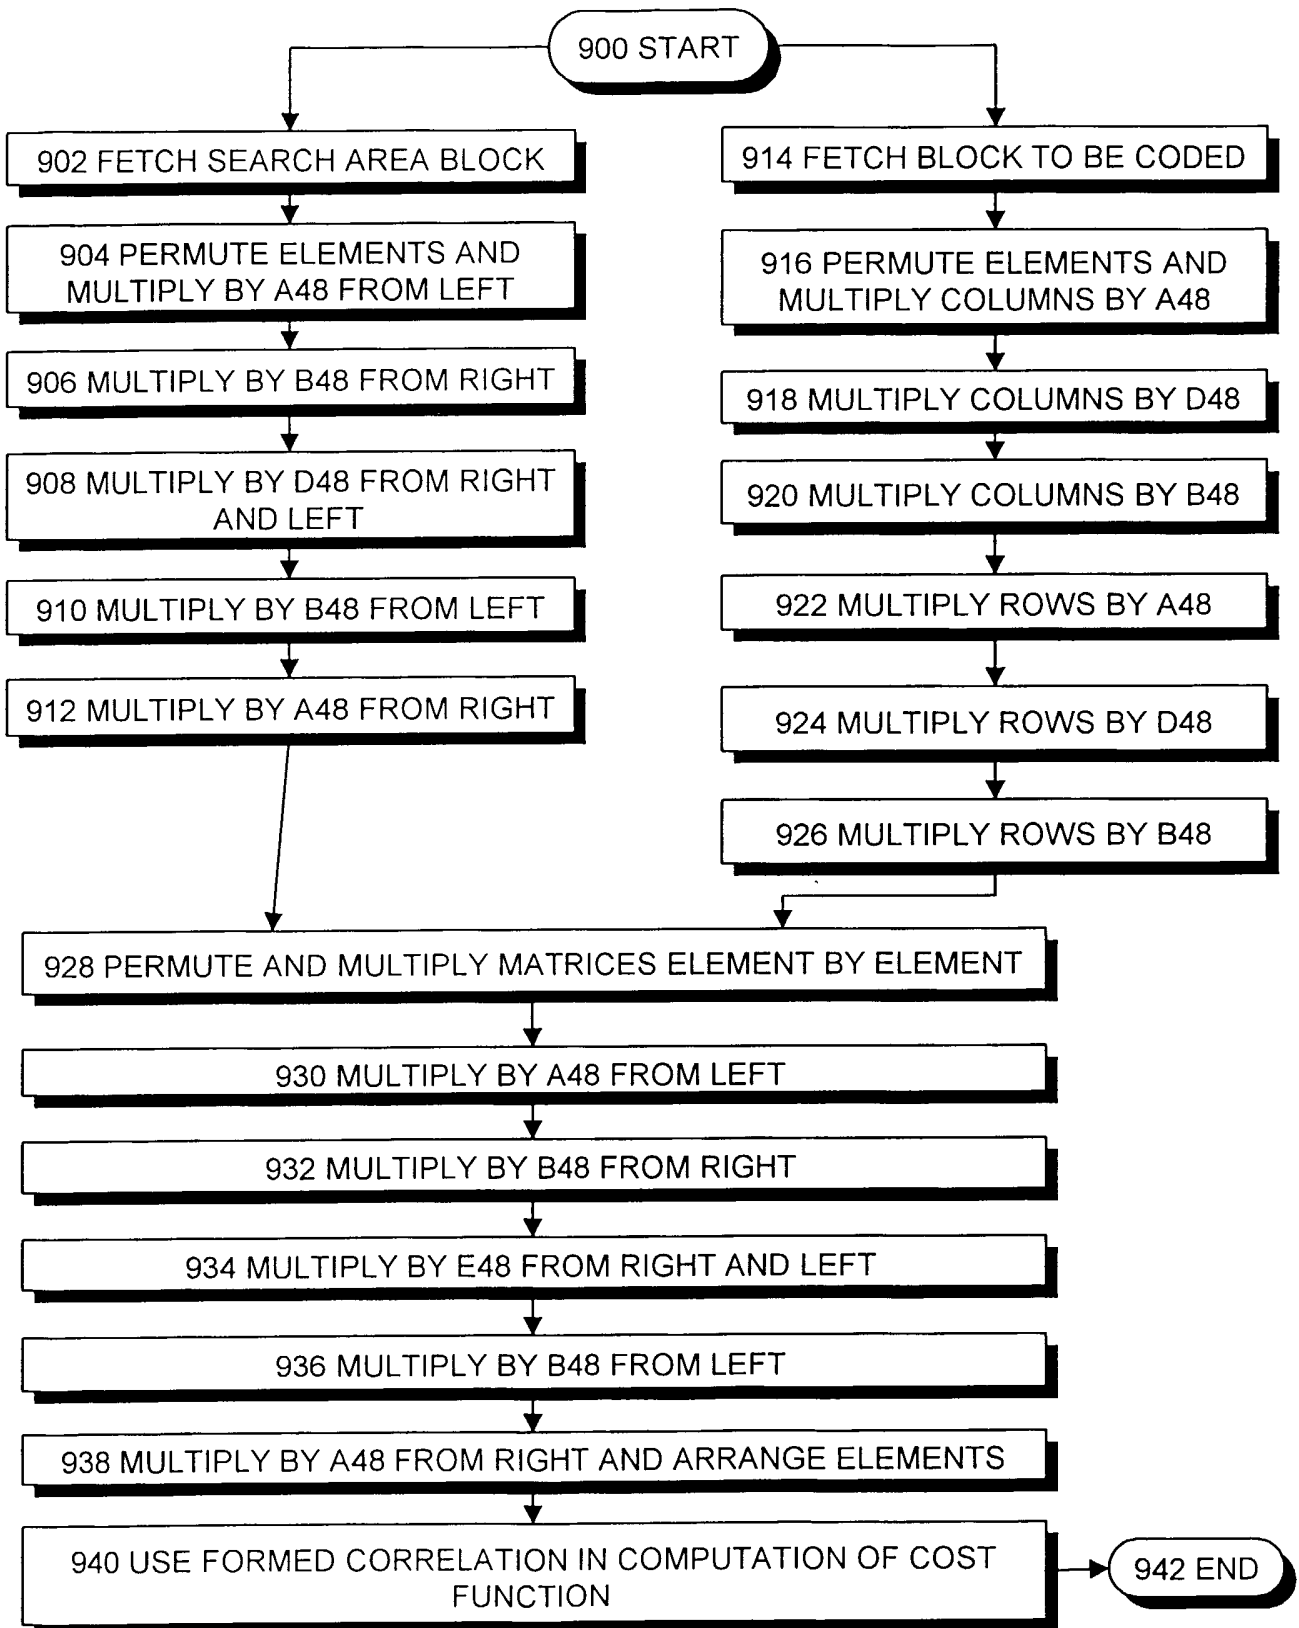 900 START
902 FETCH SEARCH AREA BLOCK
904 PERMUTE ELEMENTS AND
MULTIPLY BY A48 FROM LEFT
906 MULTIPLY BY B48 FROM RIGHT
908 MULTIPLY BY D48 FROM RIGHT
AND LEFT
910 MULTIPLY BY B48 FROM LEFT
912 MULTIPLY BY A48 FROM RIGHT
914 FETCH BLOCK TO BE CODED
916 PERMUTE ELEMENTS AND
MULTIPLY COLUMNS BY A48
918 MULTIPLY COLUMNS BY D48
920 MULTIPLY COLUMNS BY B48
922 MULTIPLY ROWS BY A48
924 MULTIPLY ROWS BY D48
926 MULTIPLY ROWS BY B48
928 PERMUTE AND MULTIPLY MATRICES ELEMENT BY ELEMENT
930 MULTIPLY BY A48 FROM LEFT
932 MULTIPLY BY B48 FROM RIGHT
934 MULTIPLY BY E48 FROM RIGHT AND LEFT
936 MULTIPLY BY B48 FROM LEFT
938 MULTIPLY BY A48 FROM RIGHT AND ARRANGE ELEMENTS
940 USE FORMED CORRELATION IN COMPUTATION OF COST
FUNCTION
942 END